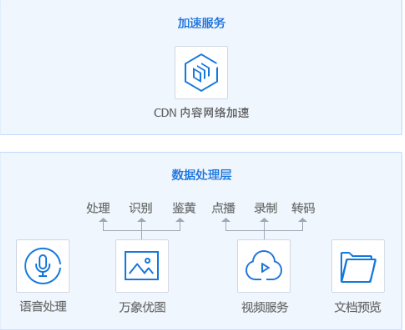 加速服务
CDN 内容网络加速
数据处理层
处理 识别 鉴黄 点播 录制 转码
语音处理 万象优图 视频服务 文档预览